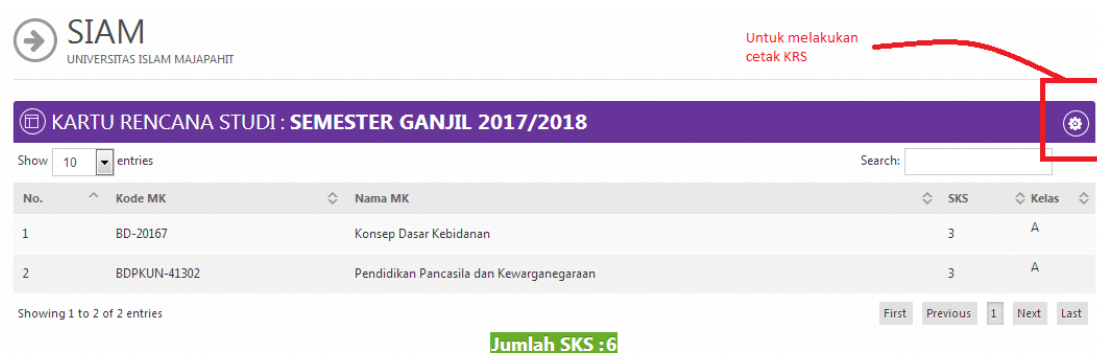 SIAM
UNIVERSITAS ISLAM MAJAPAHIT
Untuk melakukan
cetak KRS
KARTU RENCANA STUDI : SEMESTER GANJIL 2017/2018
Show 10 entries
Search:
No. Kode MK Nama MK SKS Kelas
1 BD-20167 Konsep Dasar Kebidanan 3 A
2 BDPKUN-41302 Pendidikan Pancasila dan Kewarganegaraan 3 A
Showing 1 to 2 of 2 entries
First Previous 1 Next Last
Jumlah SKS :6